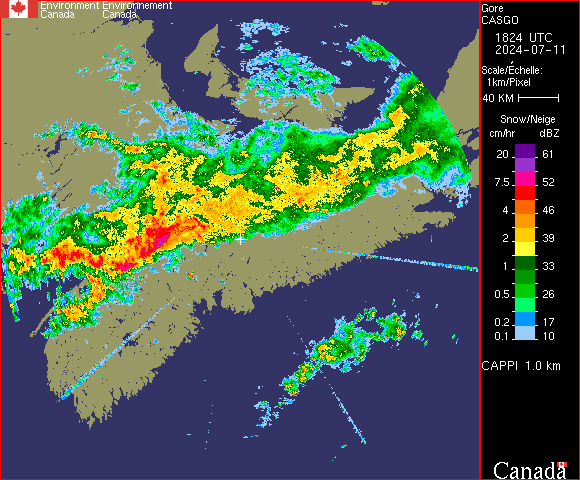 Environment Environnement
Canada Canada
Gore
CASGO
1824 UTC
2024-07-11
Scale/Échelle:
1km/Pixel
40 KM
Snow/Neige
cm/hr dBZ
20 61
7.5 52
4 46
2 39
1 33
0.5 26
0.2 17
0.1 10
CAPPI 1.0 km
Canada